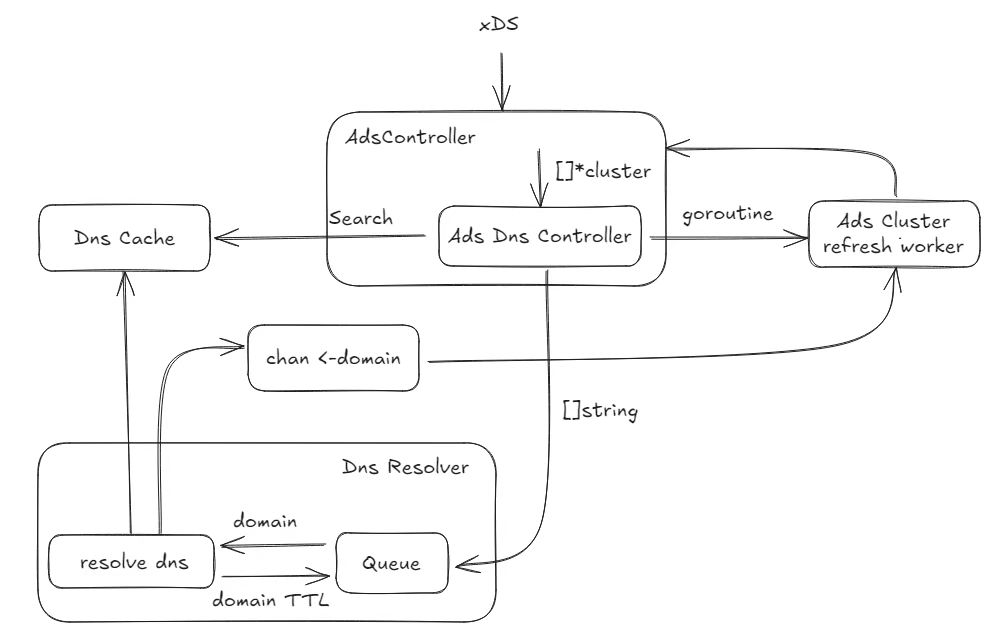 xDS
AdsController
[]*cluster
Search
Ads Dns Controller
goroutine
Ads Cluster
refresh worker
Dns Cache
chan <-domain
[]string
Dns Resolver
domain
resolve dns
Queue
domain TTL